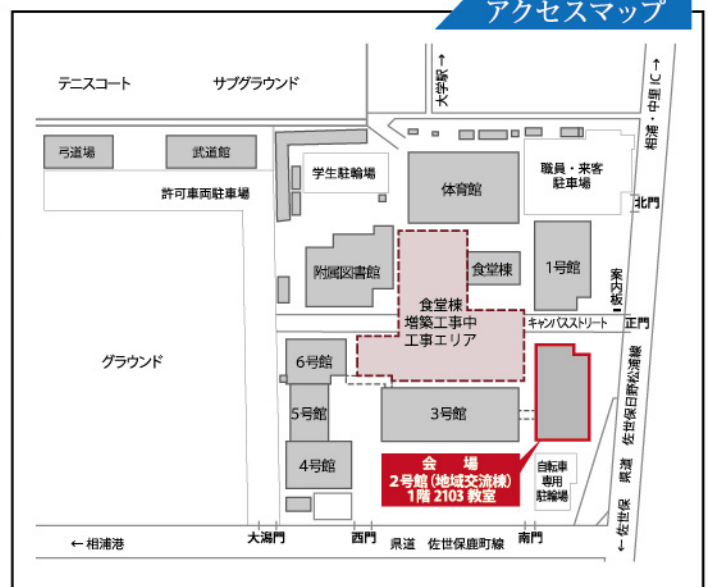 アクセスマップ
テニスコート
サブグラウンド
大学駅→
相浦・中里IC→
弓道場
武道館
学生駐輪場
体育館
職員・来客
駐車場
許可車両駐車場
北門
附属図書館
食堂棟
1号館
案内板
食堂棟
増築工事中
工事エリア
キャンパスストリート
正門
グラウンド
6号館
5号館
3号館
4号館
会場
2号館(地域交流棟)
1階 2103 教室
自転車
専用
駐輪場
←佐世保 県道 佐世保日野松浦線
←相浦港
大潟門
西門
県道 佐世保鹿町線
南門